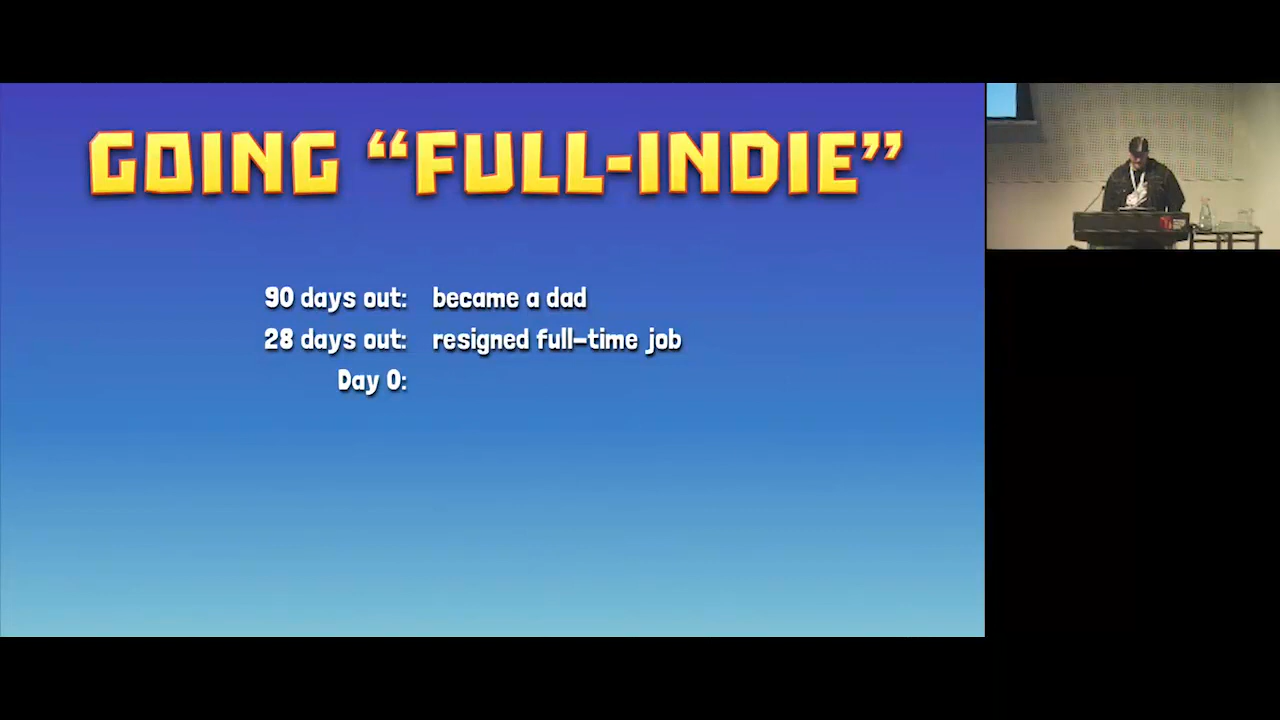 GOING “FULL-INDIE”
90 days out: became a dad
28 days out: resigned full-time job
Day 0: